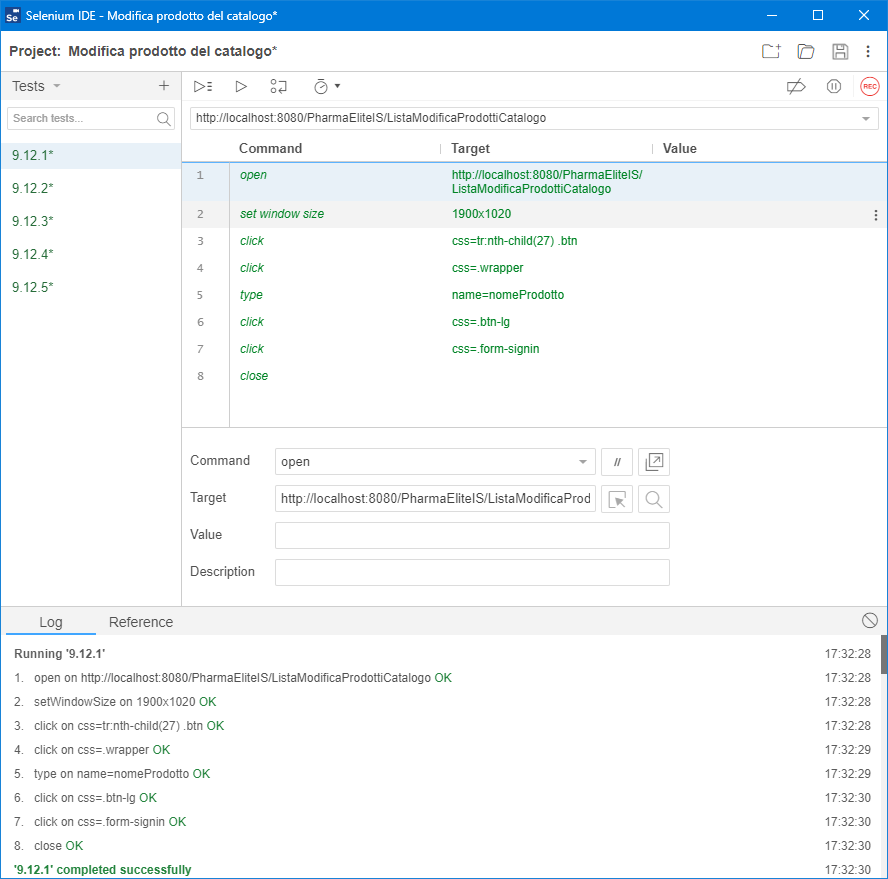 Se Selenium IDE - Modifica prodotto del catalogo*
Project: Modifica prodotto del catalogo*
Tests
REC
Search tests...
http://localhost:8080/PharmaEliteIS/ListaModificaProdottiCatalogo
Command Target Value
9.12.1*
9.12.2*
9.12.3*
9.12.4*
9.12.5*
1 open http://localhost:8080/PharmaEliteIS/
ListaModificaProdottiCatalogo
2 set window size 1900x1020
3 click css=tr:nth-child(27) .btn
4 click css=.wrapper
5 type name=nomeProdotto
6 click css=.btn-lg
7 click css=.form-signin
8 close
Command open //
Target http://localhost:8080/PharmaEliteIS/ListaModificaProd
Value
Description
Log Reference
Running '9.12.1' 17:32:28
1. open on http://localhost:8080/PharmaEliteIS/ListaModificaProdottiCatalogo OK 17:32:28
2. setWindowSize on 1900x1020 OK 17:32:28
3. click on css=tr:nth-child(27) .btn OK 17:32:28
4. click on css=.wrapper OK 17:32:29
5. type on name=nomeProdotto OK 17:32:29
6. click on css=.btn-lg OK 17:32:30
7. click on css=.form-signin OK 17:32:30
8. close OK 17:32:30
'9.12.1' completed successfully 17:32:30